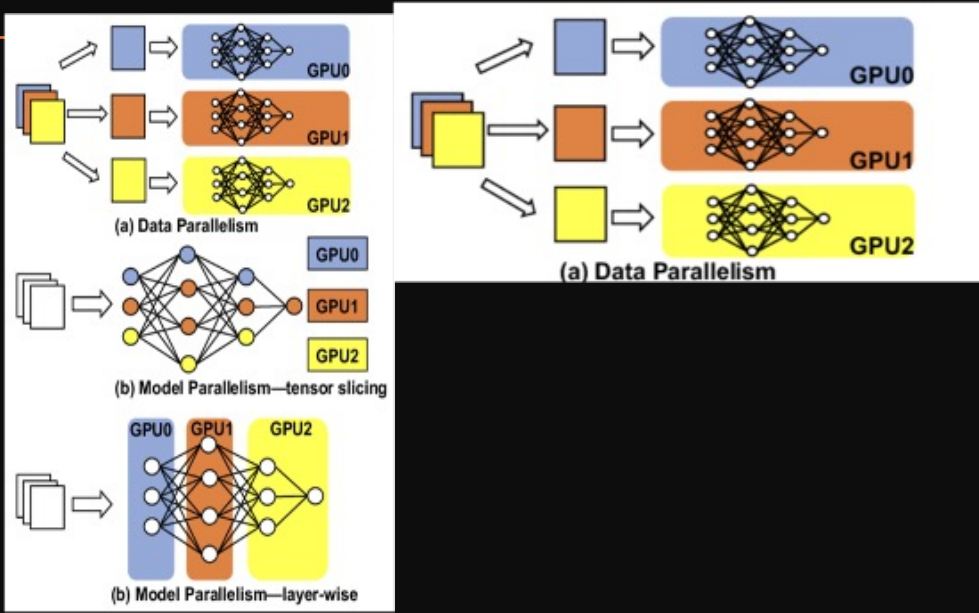 GPU0
GPU1
GPU2
(a) Data Parallelism
GPU0
GPU1
GPU2
(b) Model Parallelism—tensor slicing
GPU0 GPU1 GPU2
(b) Model Parallelism—layer-wise
GPU0
GPU1
GPU2
(a) Data Parallelism